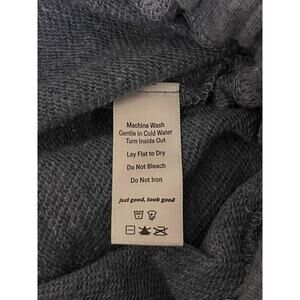 Machine Wash
Gentle in Cold Water
Turn Inside Out
Lay Flat to Dry
Do Not Bleach
Do Not Iron
feel good, look good